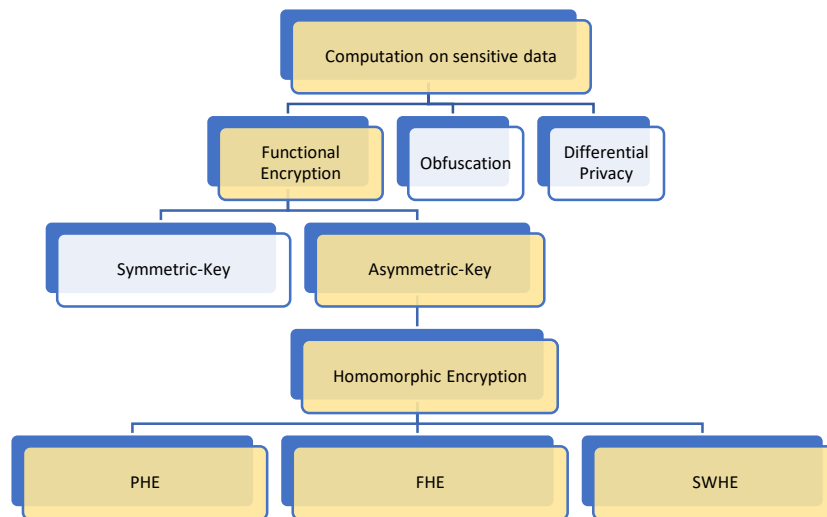 Computation on sensitive data
Functional
Encryption
Obfuscation
Differential
Privacy
Symmetric-Key
Asymmetric-Key
Homomorphic Encryption
PHE
FHE
SWHE